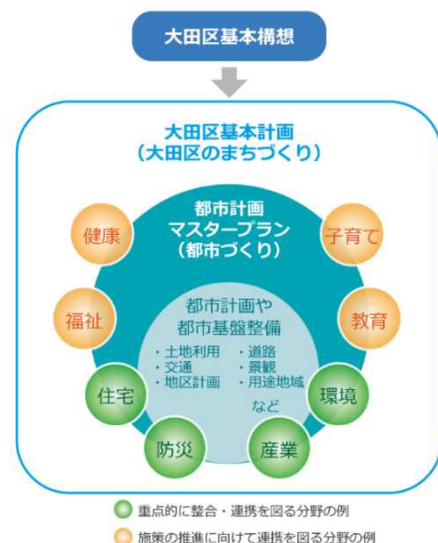 大田区基本構想
大田区基本計画
(大田区のまちづくり)
都市計画
マスタープラン
(都市づくり)
健康
子育て
福祉
教育
都市計画や
都市基盤整備
・土地利用 ・道路
・交通 ・景観
・地区計画 ・用途地域
など
住宅
環境
防災
産業
重点的に整合・連携を図る分野の例
施策の推進に向けて連携を図る分野の例